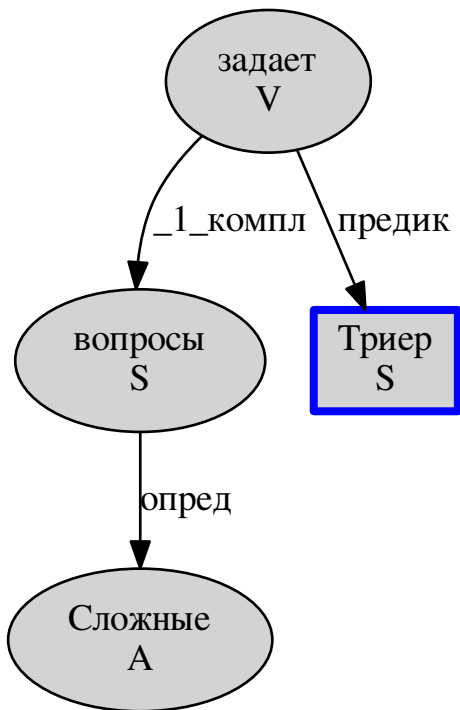 задает
V
_1_компл
предик
вопросы
S
Триер
S
опред
Сложные
A